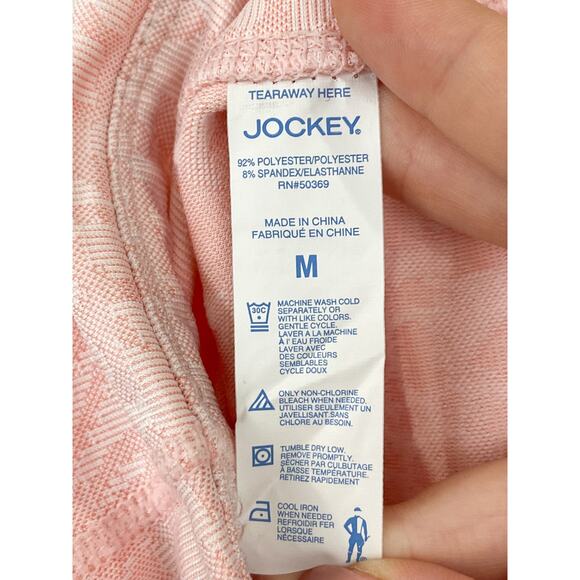 TEARAWAY HERE
JOCKEY®
92% POLYESTER/POLYESTER
8% SPANDEX/ELASTHANNE
RN#50369
MADE IN CHINA
FABRIQUÉ EN CHINE
M
30C
MACHINE WASH COLD
SEPARATELY OR
WITH LIKE COLORS.
GENTLE CYCLE.
LAVER A LA MACHINE
À l' EAU FROIDE
LAVER AVEC
DES COULEURS
SEMBLABLES
CYCLE DOUX
ONLY NON-CHLORINE
BLEACH WHEN NEEDED.
UTILISER SEULEMENT UN
JAVELLISANT.SANS
CHLORE AU BESOIN.
TUMBLE DRY LOW.
REMOVE PROMPTLY.
SÉCHER PAR CULBUTAGE
À BASSE TEMPÉRATURE.
RETIREZ RAPIDEMENT
COOL IRON
WHEN NEEDED
REFROIDIR FER
LORSQUE
NÉCESSAIRE